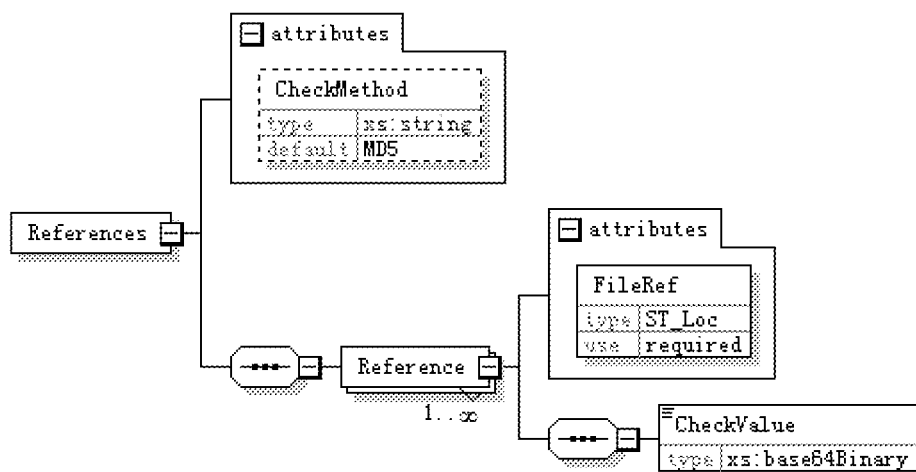 attributes
CheckMethod
type xs:string
default MD5
References
attributes
FileRef
type ST_Loc
use required
Reference
1..∞
CheckValue
type xs:base64Binary